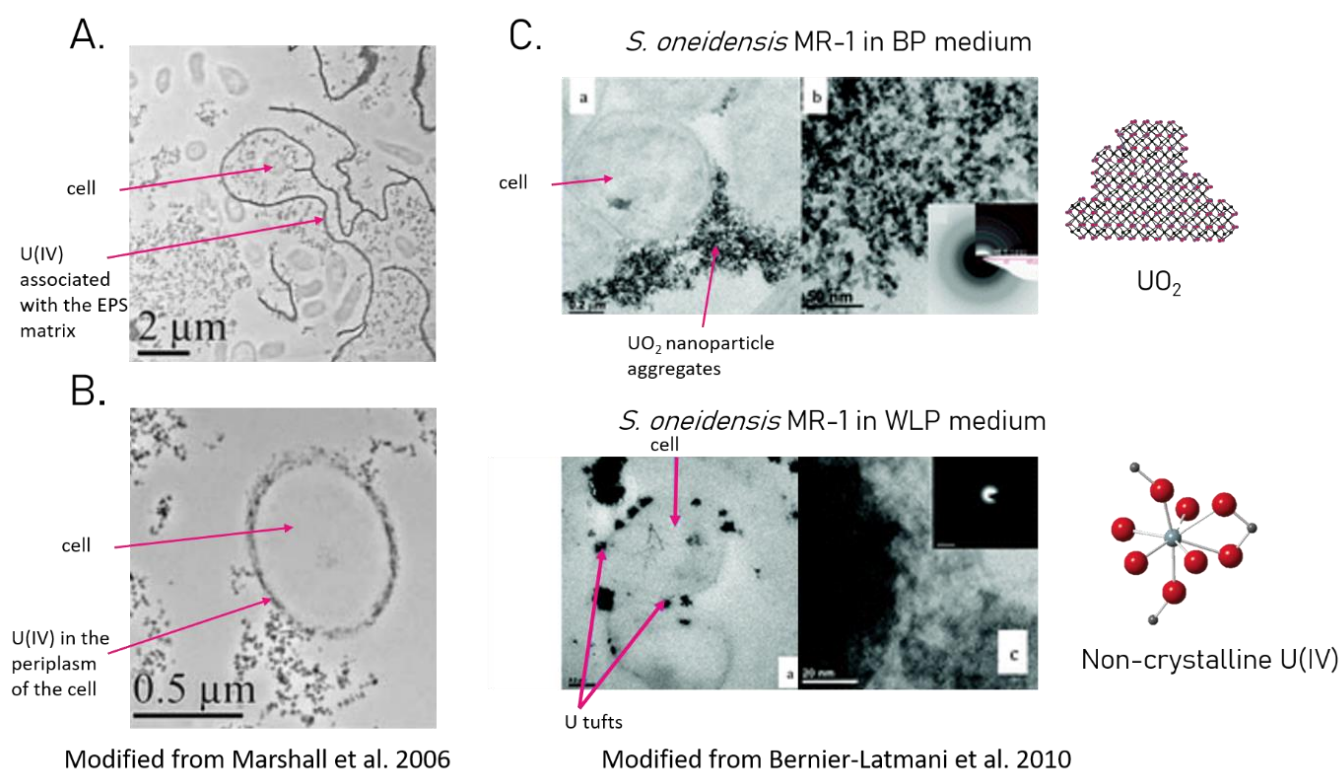 A.
cell
U(IV)
associated
with the EPS
matrix
2 μm
B.
cell
U(IV) in the
periplasm
of the cell
0.5 μm
Modified from Marshall et al. 2006
C.
S. oneidensis MR-1 in BP medium
a
b
cell
50 nm
UO₂ nanoparticle
aggregates
UO₂
S. oneidensis MR-1 in WLP medium
cell
a
c
20 nm
U tufts
Non-crystalline U(IV)
Modified from Bernier-Latmani et al. 2010